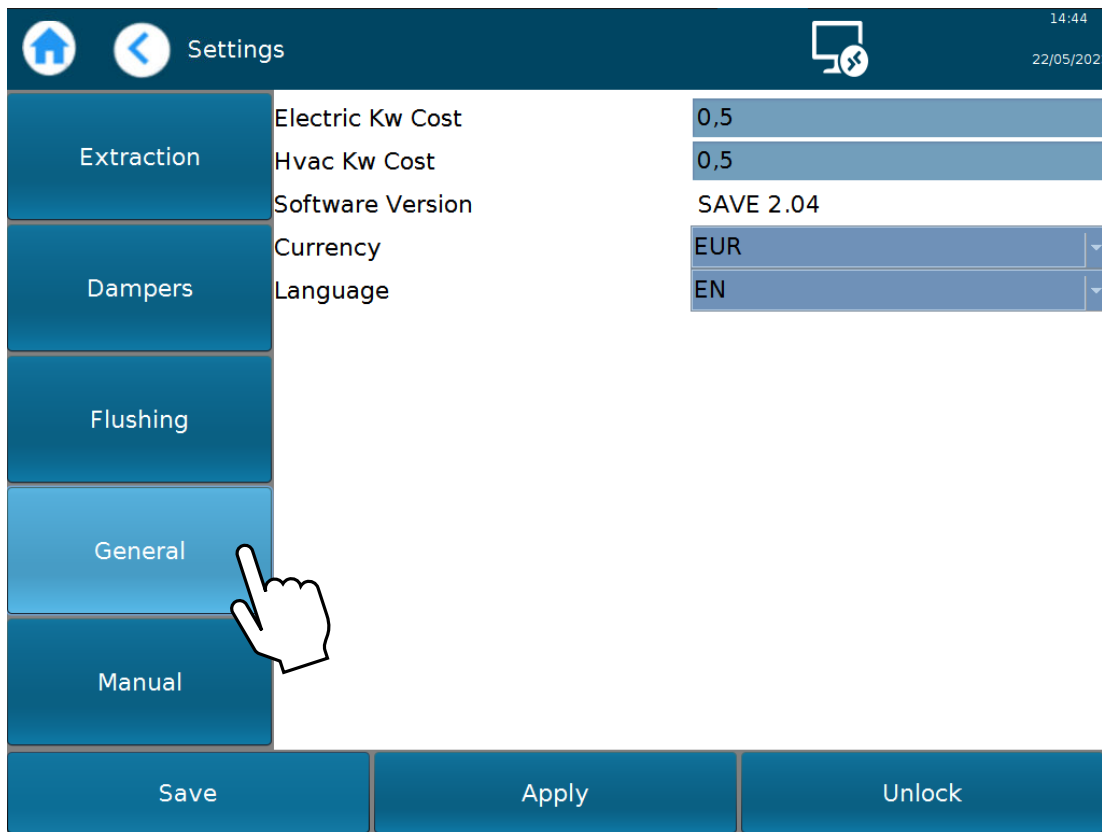 Settings
14:44
22/05/202
Extraction
Dampers
Flushing
General
Manual
Electric Kw Cost 0,5
Hvac Kw Cost 0,5
Software Version SAVE 2.04
Currency EUR
Language EN
Save Apply Unlock